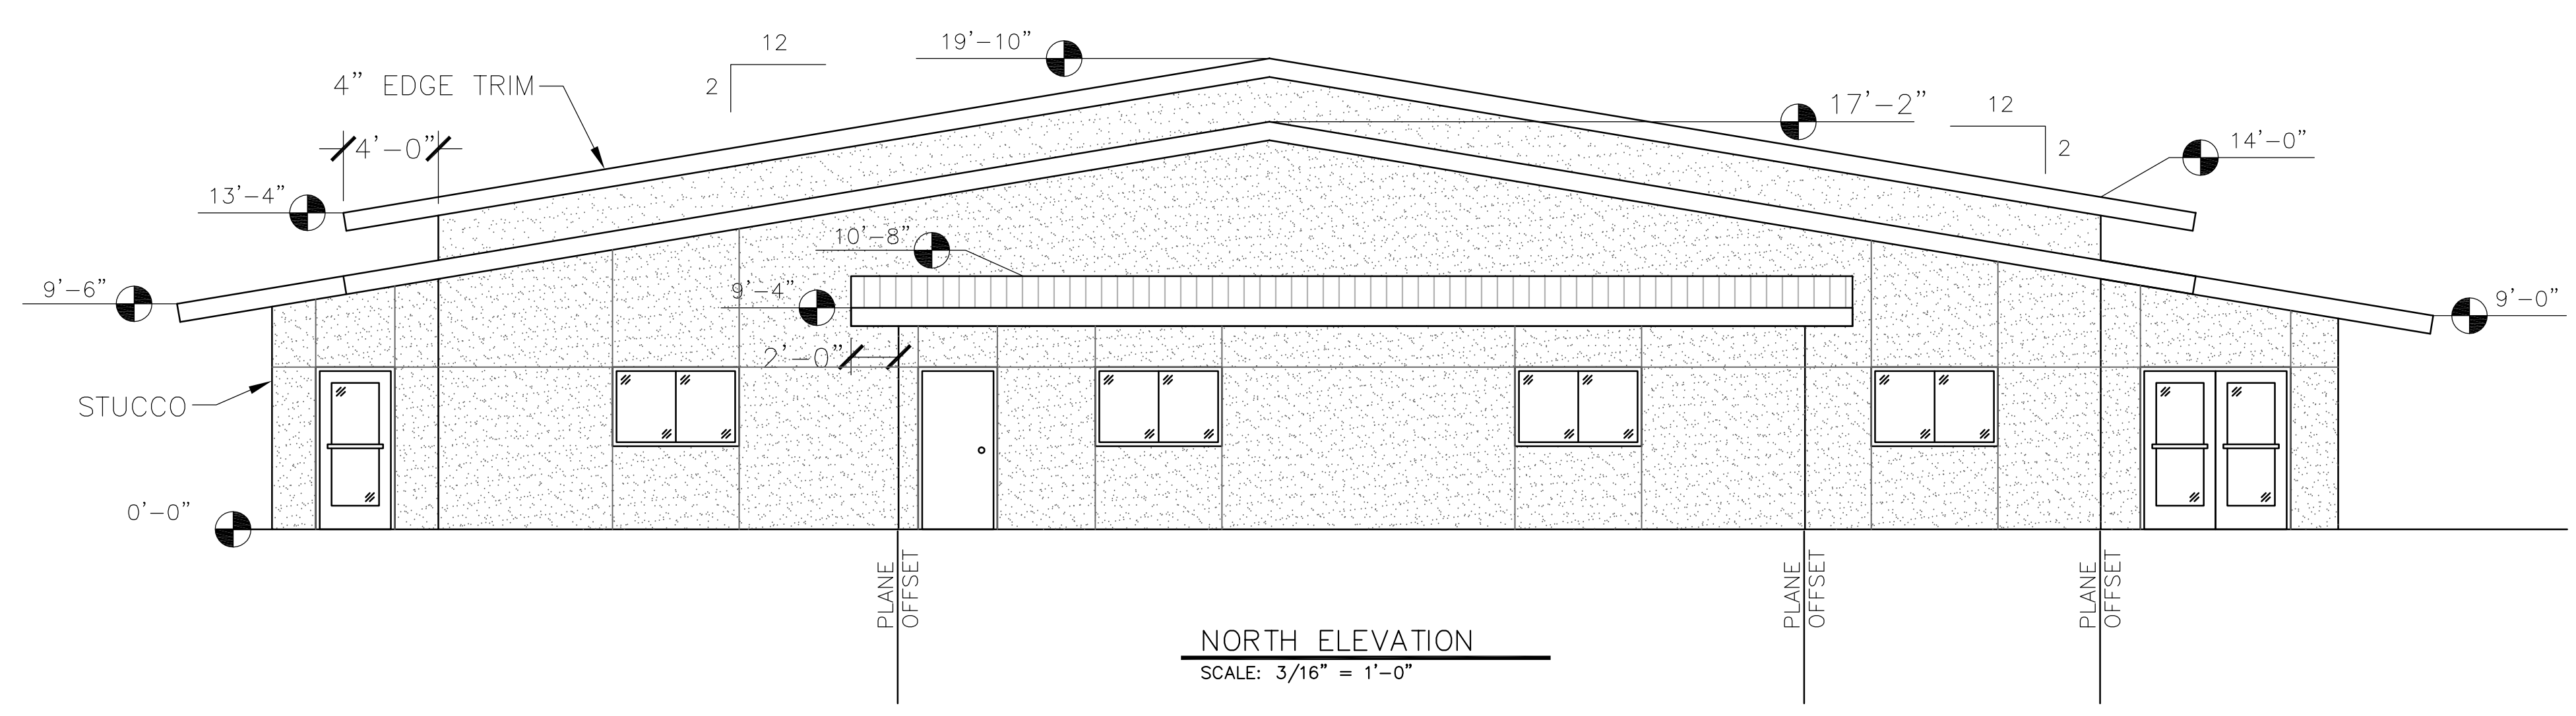 12
2
19'-10"
4" EDGE TRIM
17'-2"
12
2
14'-0"
4'-0"
13'-4"
10'-8"
9'-6"
9'-4"
9'-0"
2'-0"
STUCCO
0'-0"
PLANE
OFFSET
PLANE
OFFSET
PLANE
OFFSET
NORTH ELEVATION
SCALE: 3/16" = 1'-0"